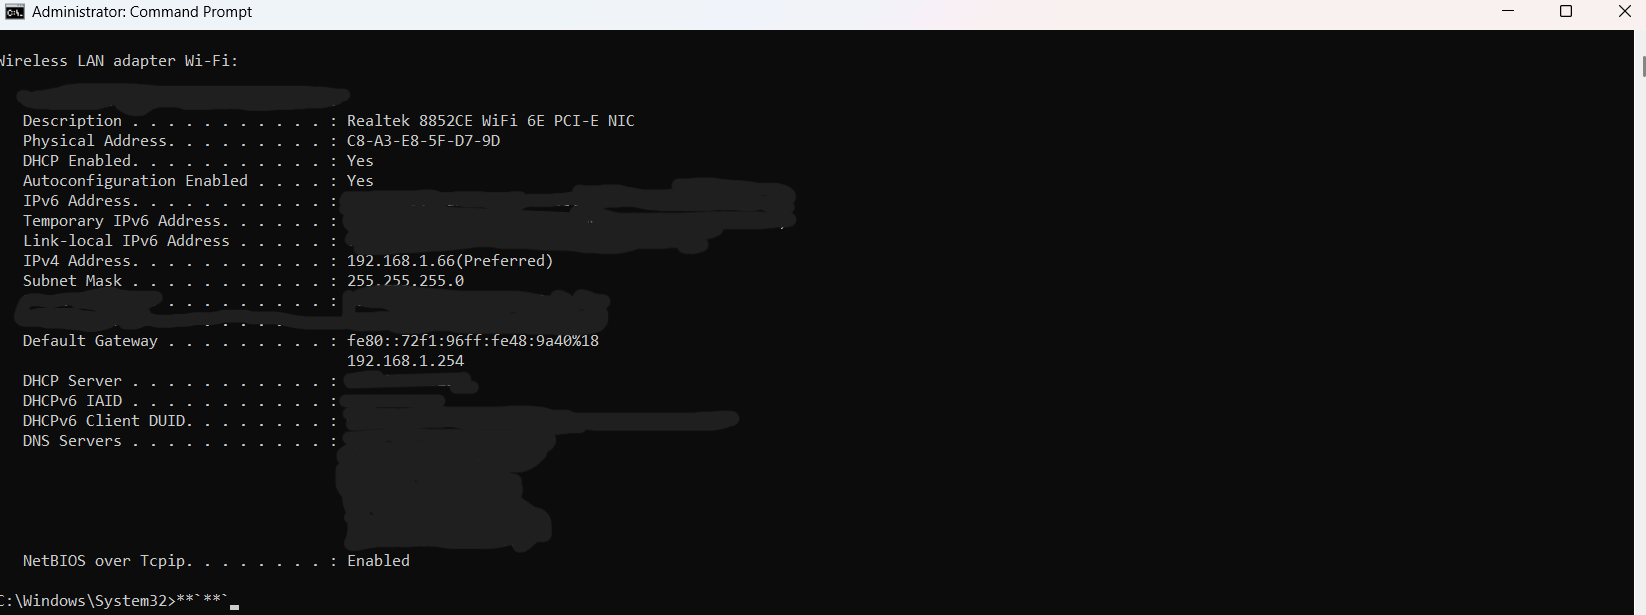 Administrator: Command Prompt
Wireless LAN adapter Wi-Fi:
Description . . . . . . . . . . . : Realtek 8852CE WiFi 6E PCI-E NIC
Physical Address. . . . . . . . . : C8-A3-E8-5F-D7-9D
DHCP Enabled. . . . . . . . . . . : Yes
Autoconfiguration Enabled . . . . : Yes
IPv6 Address. . . . . . . . . . . :
Temporary IPv6 Address. . . . . . :
Link-local IPv6 Address . . . . . :
IPv4 Address. . . . . . . . . . . : 192.168.1.66(Preferred)
Subnet Mask . . . . . . . . . . . : 255.255.255.0
. . . . . . . . . . :
Default Gateway . . . . . . . . . : fe80::72f1:96ff:fe48:9a40%18
192.168.1.254
DHCP Server . . . . . . . . . . . :
DHCPv6 IAID . . . . . . . . . . . :
DHCPv6 Client DUID. . . . . . . . :
DNS Servers . . . . . . . . . . . :
NetBIOS over Tcpip. . . . . . . . : Enabled
C:\Windows\System32>**`**`